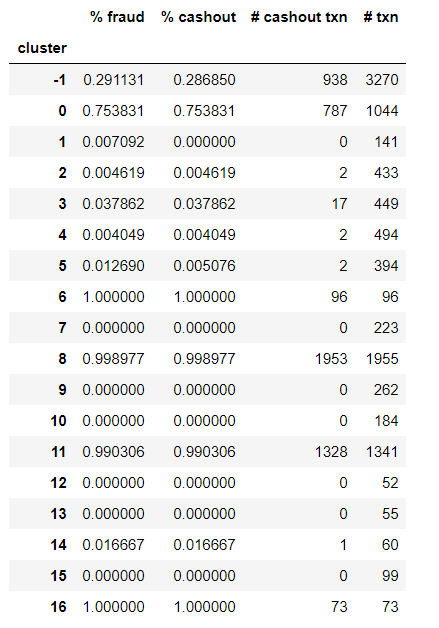 % fraud % cashout # cashout txn # txn
cluster
-1 0.291131 0.286850 938 3270
0 0.753831 0.753831 787 1044
1 0.007092 0.000000 0 141
2 0.004619 0.004619 2 433
3 0.037862 0.037862 17 449
4 0.004049 0.004049 2 494
5 0.012690 0.005076 2 394
6 1.000000 1.000000 96 96
7 0.000000 0.000000 0 223
8 0.998977 0.998977 1953 1955
9 0.000000 0.000000 0 262
10 0.000000 0.000000 0 184
11 0.990306 0.990306 1328 1341
12 0.000000 0.000000 0 52
13 0.000000 0.000000 0 55
14 0.016667 0.016667 1 60
15 0.000000 0.000000 0 99
16 1.000000 1.000000 73 73